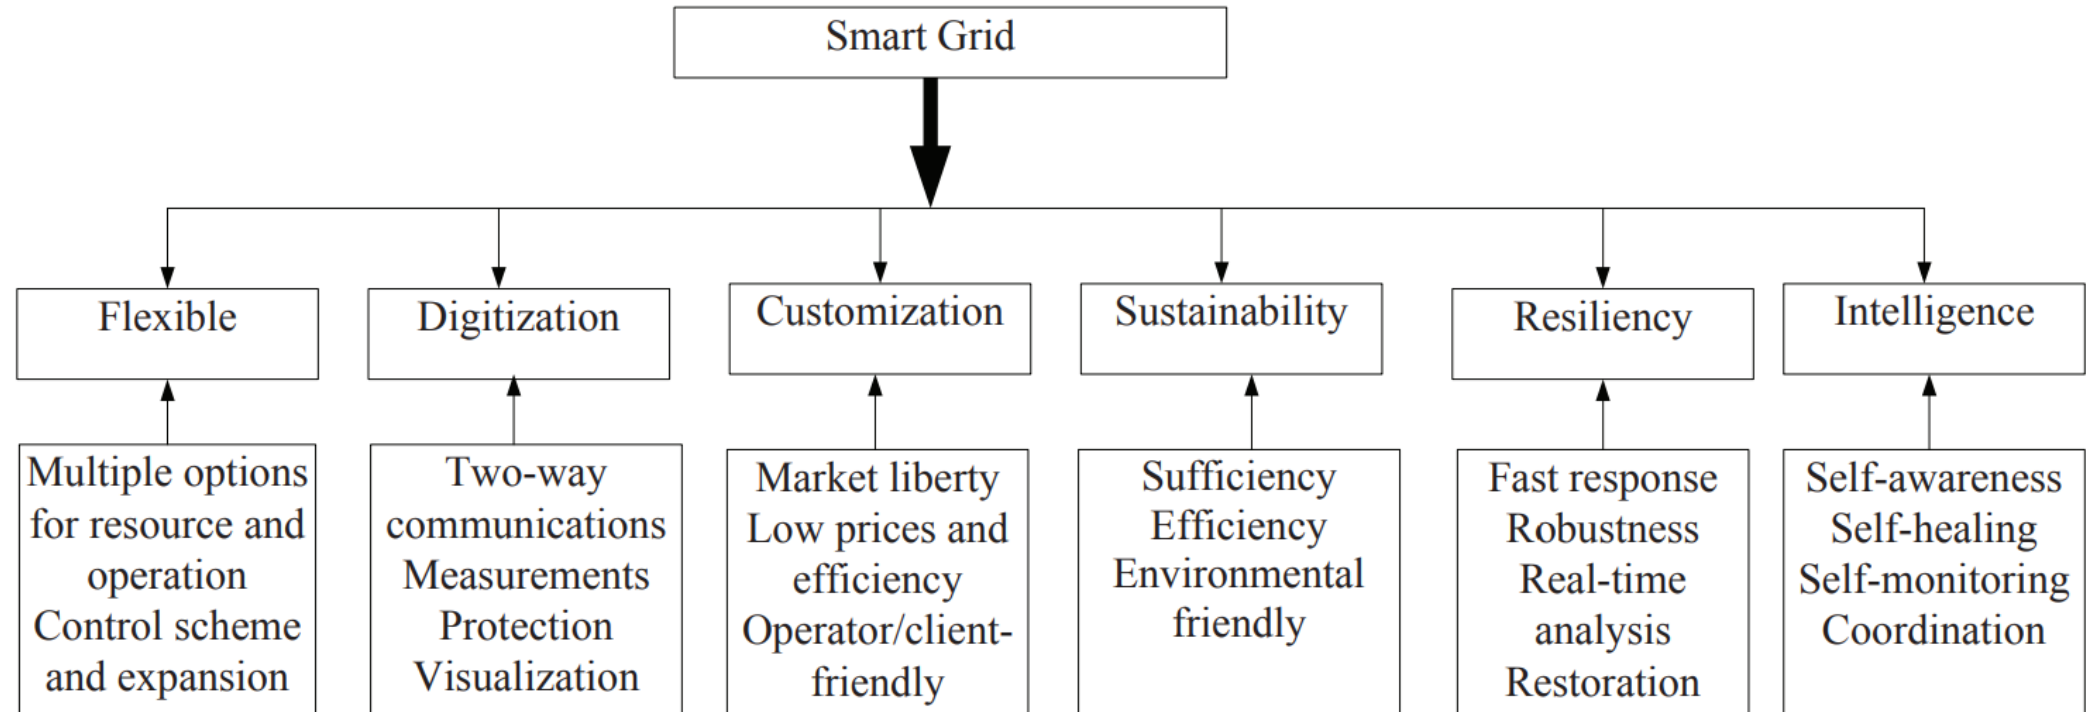 Smart Grid
Flexible
Digitization
Customization
Sustainability
Resiliency
Intelligence
Multiple options
for resource and
operation
Control scheme
and expansion
Two-way
communications
Measurements
Protection
Visualization
Market liberty
Low prices and
efficiency
Operator/client-
friendly
Sufficiency
Efficiency
Environmental
friendly
Fast response
Robustness
Real-time
analysis
Restoration
Self-awareness
Self-healing
Self-monitoring
Coordination